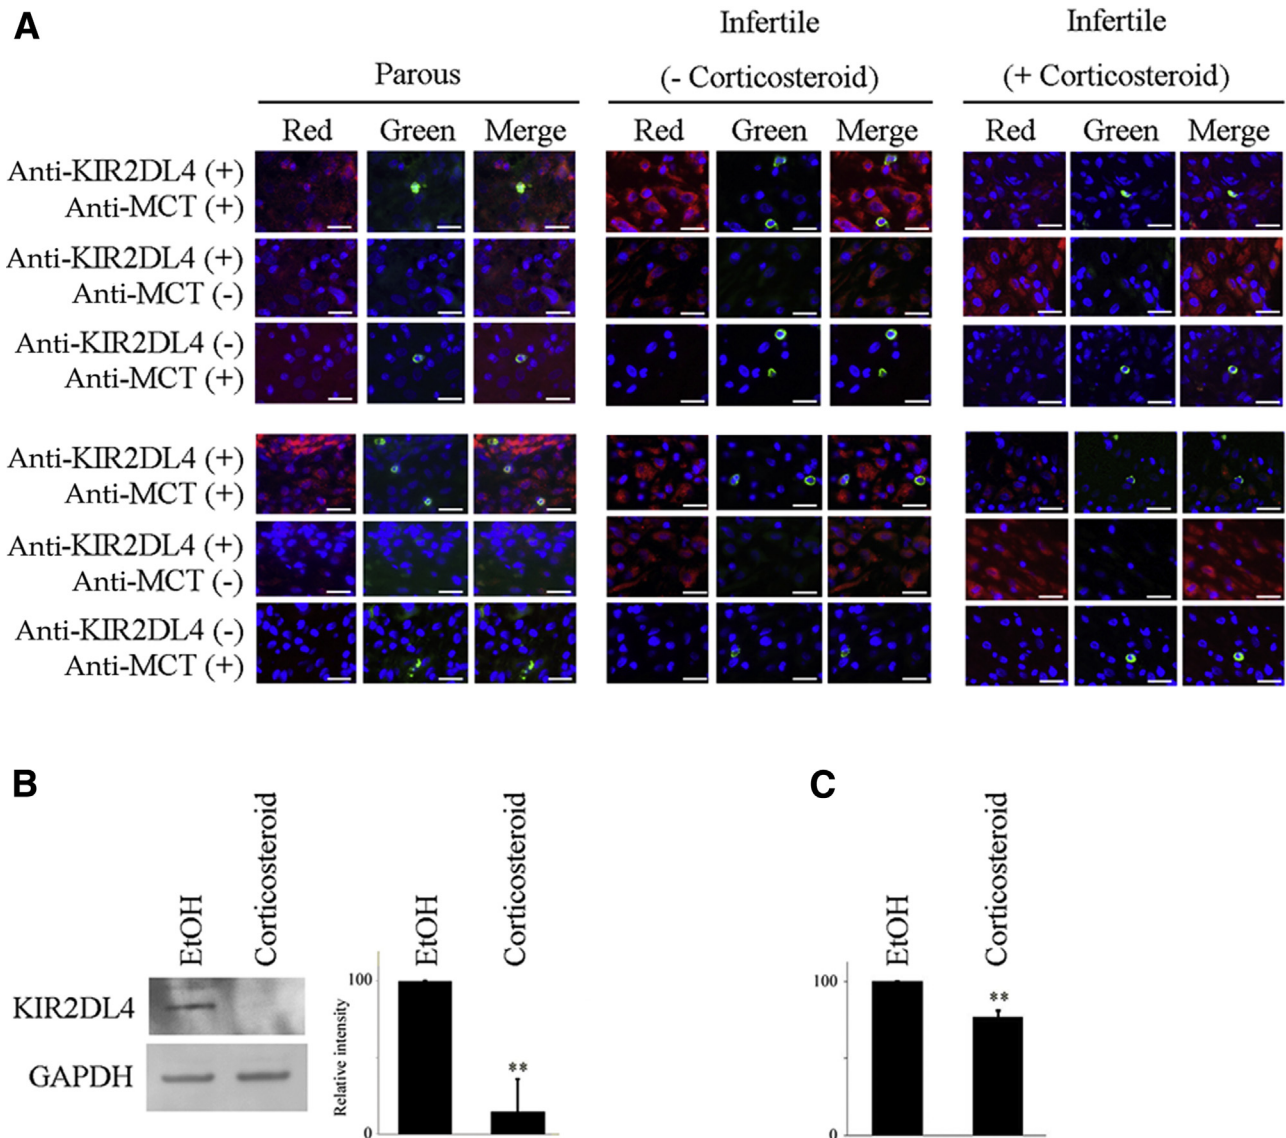 A
Parous
Infertile
(- Corticosteroid)
Infertile
(+ Corticosteroid)
Red Green Merge Red Green Merge Red Green Merge
Anti-KIR2DL4 (+)
Anti-MCT (+)
Anti-KIR2DL4 (+)
Anti-MCT (-)
Anti-KIR2DL4 (-)
Anti-MCT (+)
Anti-KIR2DL4 (+)
Anti-MCT (+)
Anti-KIR2DL4 (+)
Anti-MCT (-)
Anti-KIR2DL4 (-)
Anti-MCT (+)
B
EtOH
Corticosteroid
KIR2DL4
GAPDH
EtOH
Corticosteroid
Relative intensity
100
0
**
C
EtOH
Corticosteroid
100
0
**